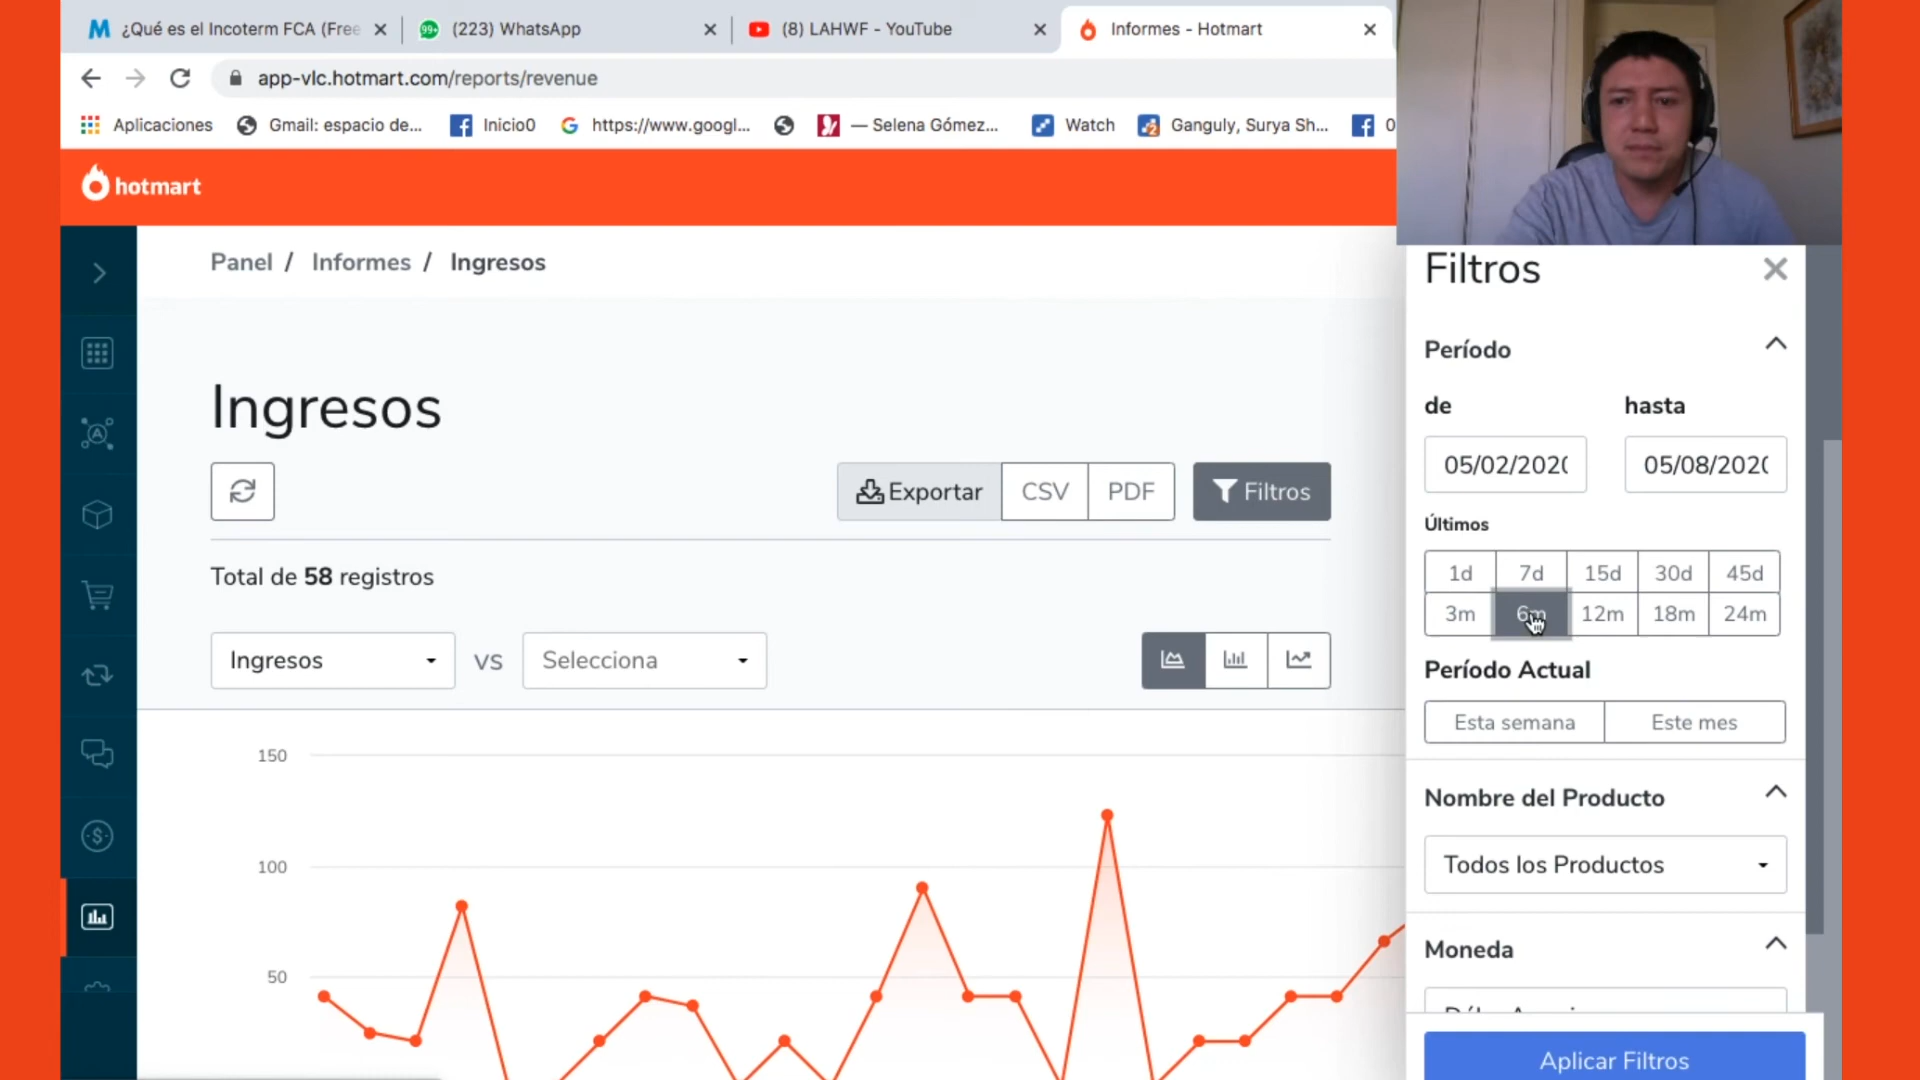 ¿Qué es el Incoterm FCA (Free
(223) WhatsApp
(8) LAHWF - YouTube
Informes - Hotmart
99+
app-vlc.hotmart.com/reports/revenue
Aplicaciones
Gmail: espacio de...
Inicio0
https://www.googl...
— Selena Gómez...
Watch
Ganguly, Surya Sh...
0
hotmart
Panel / Informes / Ingresos
Filtros
Período
de
hasta
05/02/202
05/08/202
Ingresos
Exportar
CSV
PDF
Filtros
Últimos
1d
7d
15d
30d
45d
3m
6m
12m
18m
24m
Total de 58 registros
Ingresos
vs
Selecciona
Período Actual
Esta semana
Este mes
150
100
50
Nombre del Producto
Todos los Productos
Moneda
Aplicar Filtros